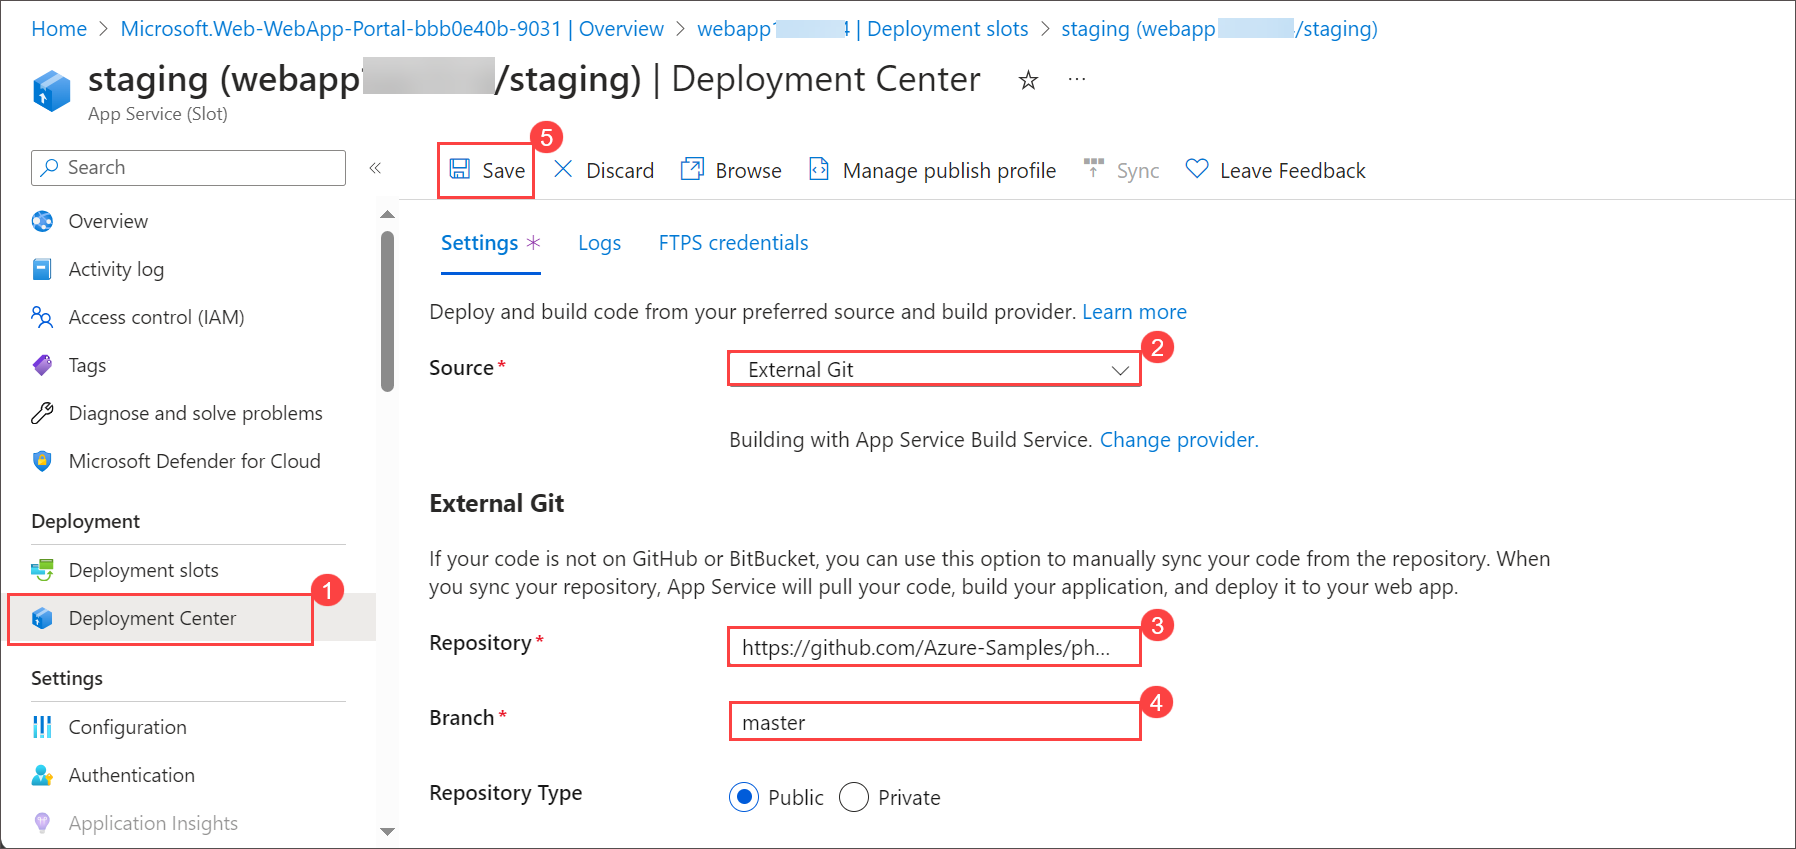 Home > Microsoft.Web-WebApp-Portal-bbb0e40b-9031 | Overview > webapp | Deployment slots > staging (webapp /staging)
staging (webapp /staging) | Deployment Center
App Service (Slot)
Search
Overview
Activity log
Access control (IAM)
Tags
Diagnose and solve problems
Microsoft Defender for Cloud
Deployment
Deployment slots
Deployment Center
1
Settings
Configuration
Authentication
Application Insights
Save
5
Discard
Browse
Manage publish profile
Sync
Leave Feedback
Settings *
Logs
FTPS credentials
Deploy and build code from your preferred source and build provider. Learn more
Source *
External Git
2
Building with App Service Build Service. Change provider.
External Git
If your code is not on GitHub or BitBucket, you can use this option to manually sync your code from the repository. When
you sync your repository, App Service will pull your code, build your application, and deploy it to your web app.
Repository *
https://github.com/Azure-Samples/ph...
3
Branch *
master
4
Repository Type
Public
Private